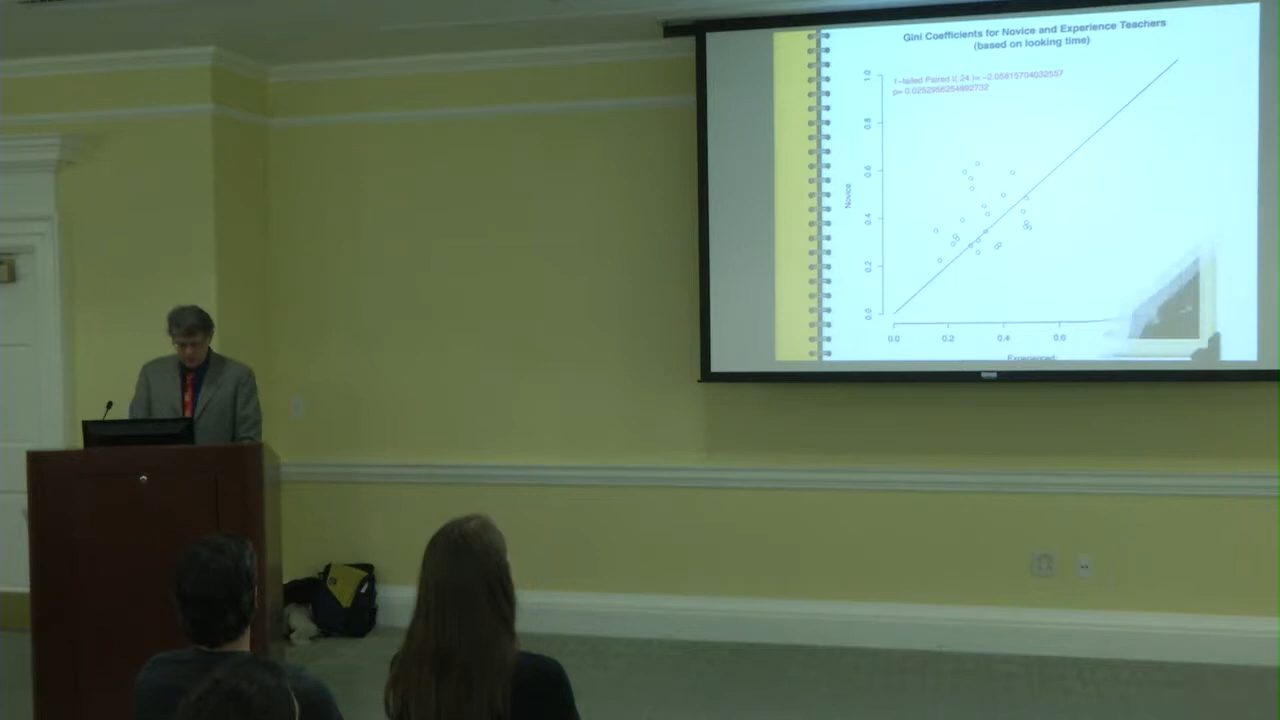 Gini Coefficients for Novice and Experience Teachers
(based on looking time)
1-tailed Paired t( 24 )= -2.05815704032557
p= 0.0252958254892732
1.0
0.8
0.6
0.4
0.2
0.0
Novice
0.0 0.2 0.4 0.6
Experienced